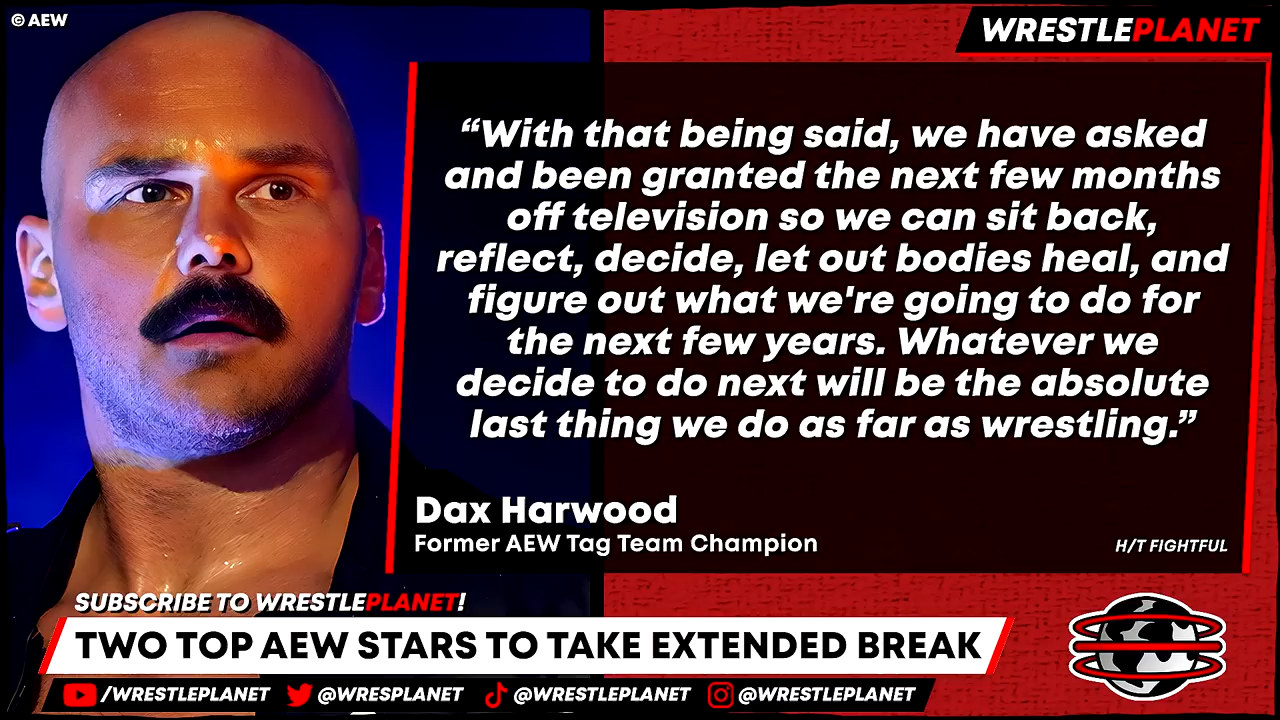 © AEW
WRESTLEPLANET
“With that being said, we have asked
and been granted the next few months
off television so we can sit back,
reflect, decide, let out bodies heal, and
figure out what we're going to do for
the next few years. Whatever we
decide to do next will be the absolute
last thing we do as far as wrestling.”
Dax Harwood
Former AEW Tag Team Champion
H/T FIGHTFUL
SUBSCRIBE TO WRESTLEPLANET!
TWO TOP AEW STARS TO TAKE EXTENDED BREAK
/WRESTLEPLANET @WRESPLANET @WRESTLEPLANET @WRESTLEPLANET